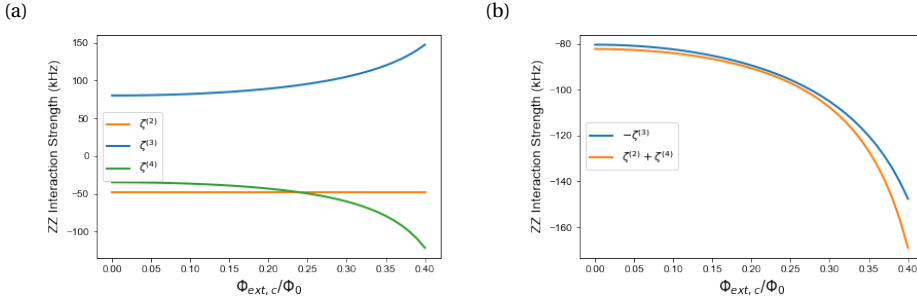 (a)
(b)
ZZ Interaction Strength (kHz)
150
100
50
0
−50
−100
ζ⁽²⁾
ζ⁽³⁾
ζ⁽⁴⁾
0.00 0.05 0.10 0.15 0.20 0.25 0.30 0.35 0.40
Φext, c/Φ0
ZZ Interaction Strength (kHz)
−80
−100
−120
−140
−160
−ζ⁽³⁾
ζ⁽²⁾ + ζ⁽⁴⁾
0.00 0.05 0.10 0.15 0.20 0.25 0.30 0.35 0.40
Φext, c/Φ0